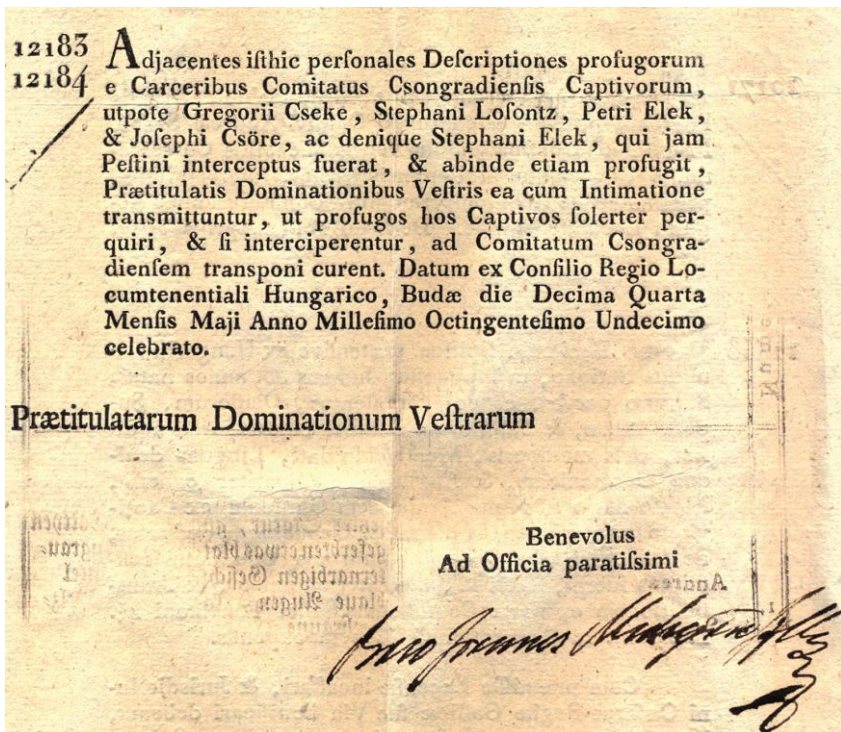 12183
12184
Adjacentes iſthic perſonales Deſcriptiones profugorum
e Carceribus Comitatus Csongradienſis Captivorum,
utpote Gregorii Cseke, Stephani Loſontz, Petri Elek,
& Joſephi Csöre, ac denique Stephani Elek, qui jam
Peſtini interceptus fuerat, & abinde etiam profugit,
Prætitulatis Dominationibus Veſtris ea cum Intimatione
transmittuntur, ut profugos hos Captivos ſolerter per-
quiri, & ſi interciperentur, ad Comitatum Csongra-
dienſem transponi curent. Datum ex Conſilio Regio Lo-
cumtenentiali Hungarico, Budæ die Decima Quarta
Menſis Maji Anno Milleſimo Octingenteſimo Undecimo
celebrato.
Prætitulatarum Dominationum Veſtrarum
Benevolus
Ad Officia paratiſsimi
Baro Joannes